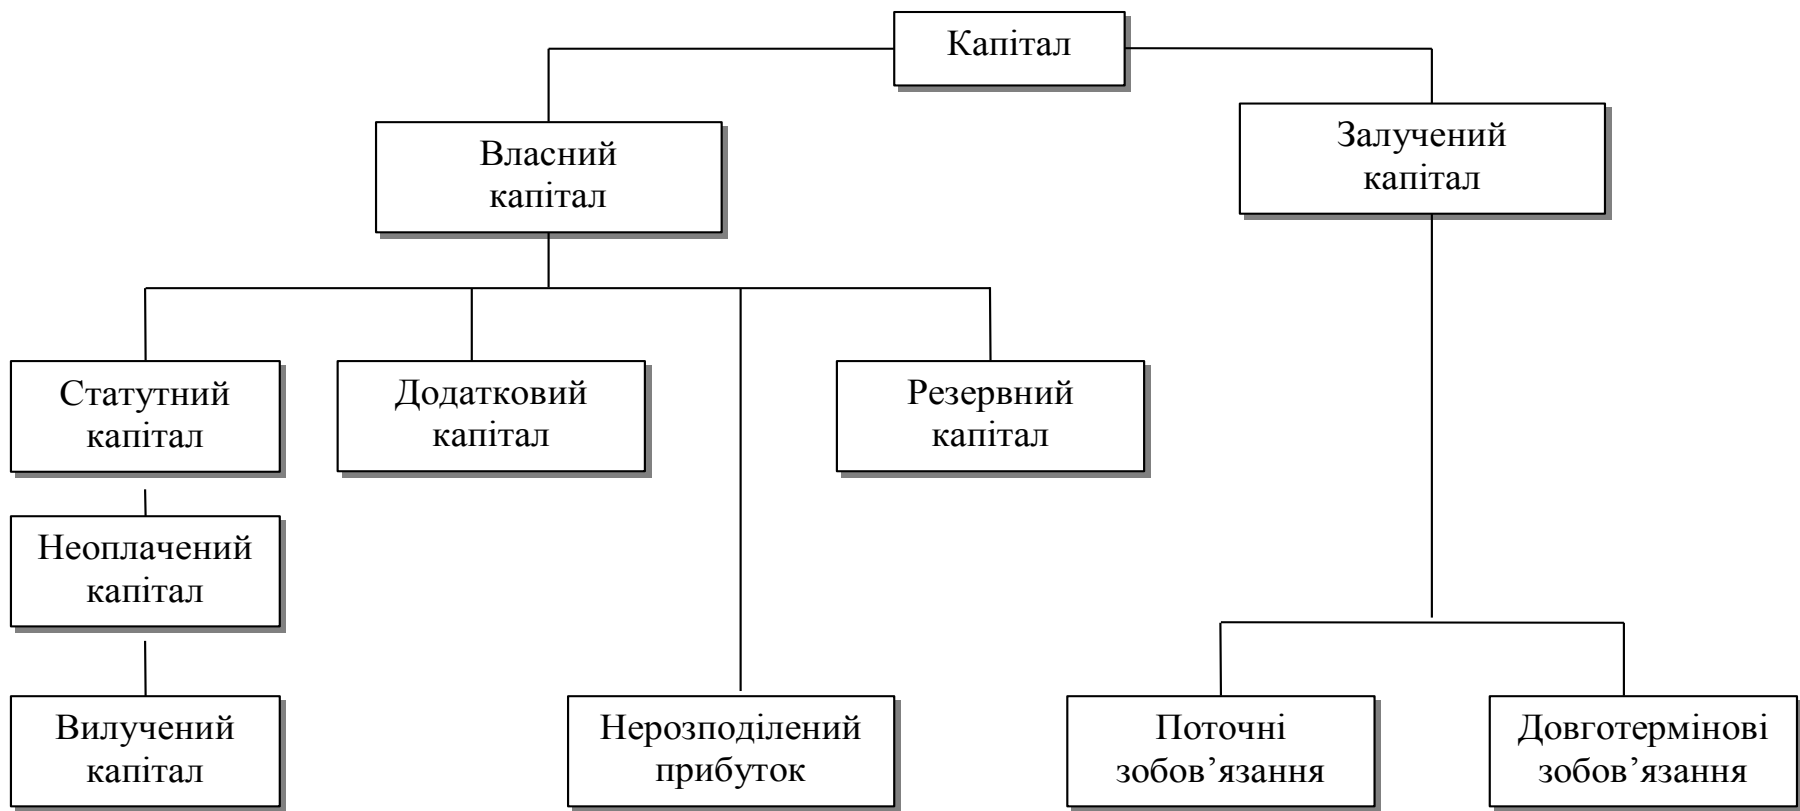 Капітал
Власний
капітал
Залучений
капітал
Статутний
капітал
Додатковий
капітал
Резервний
капітал
Неоплачений
капітал
Вилучений
капітал
Нерозподілений
прибуток
Поточні
зобов’язання
Довготермінові
зобов’язання